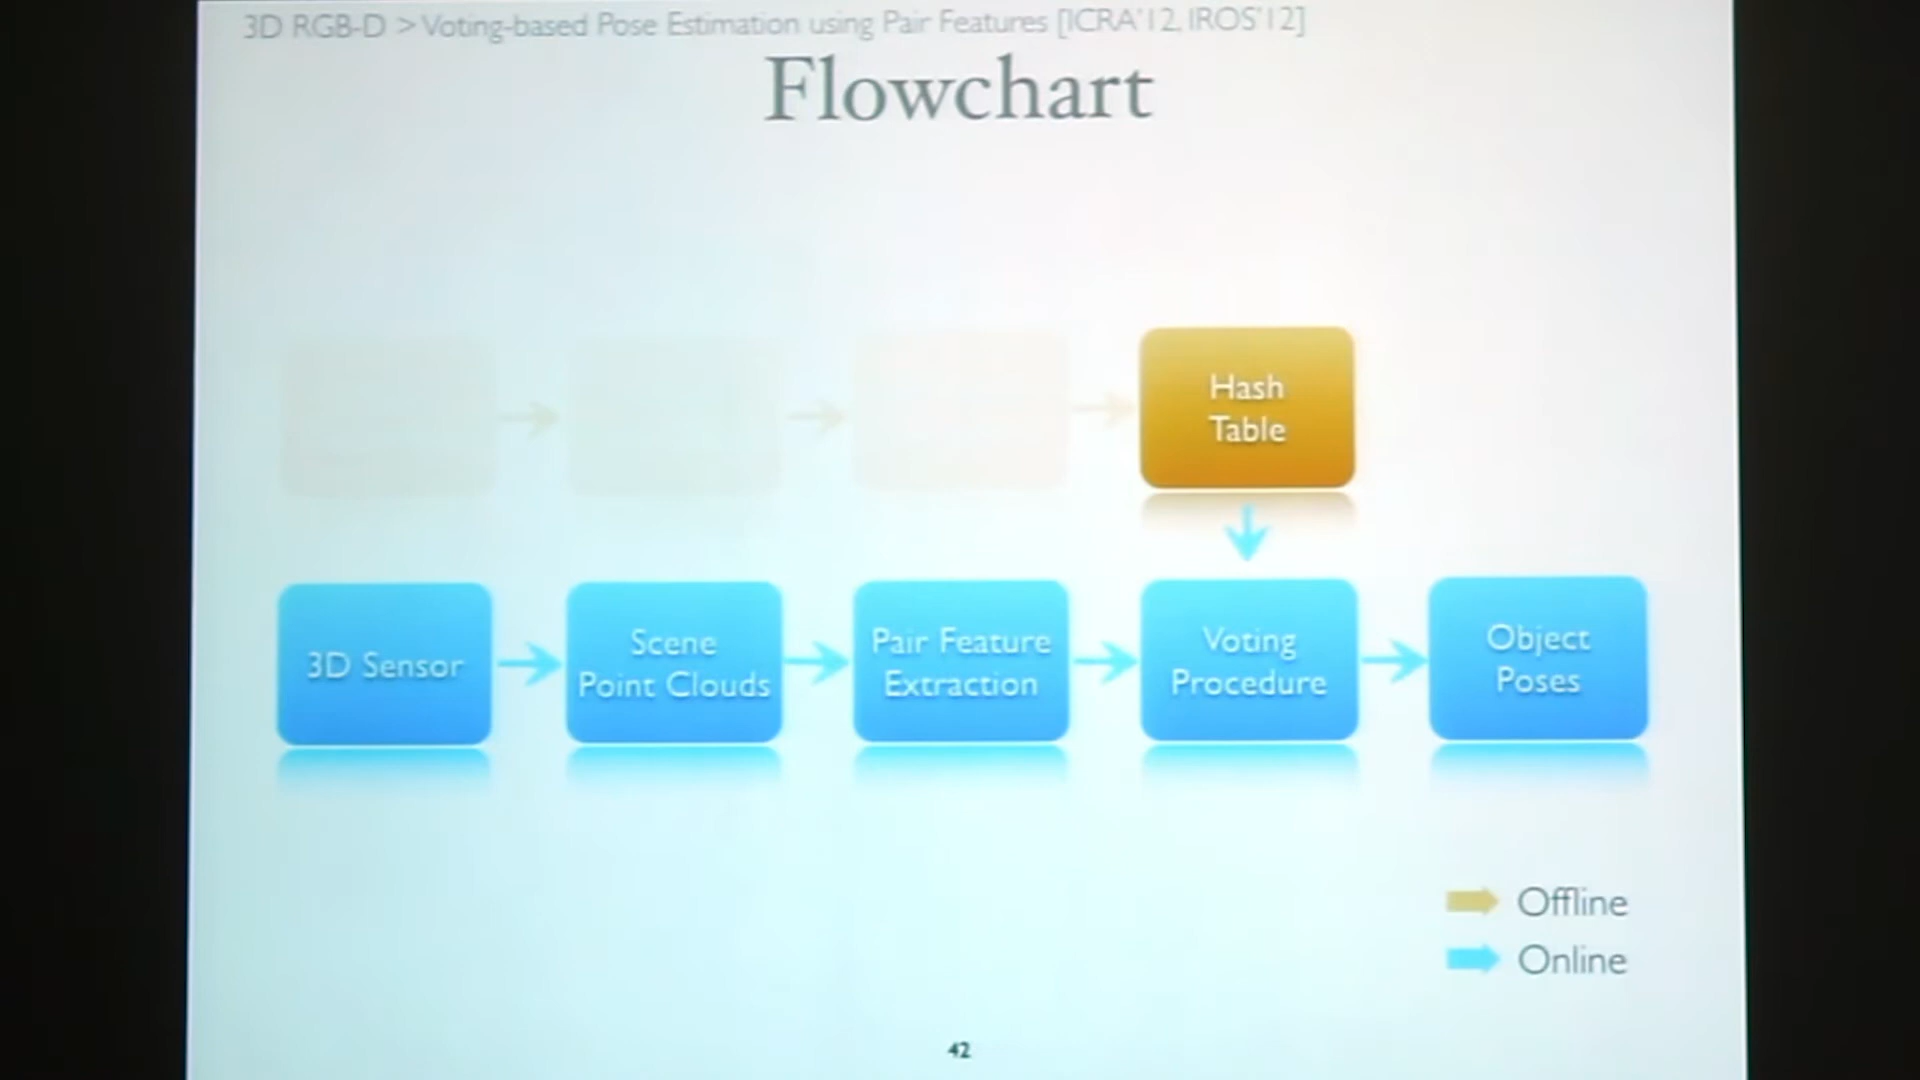 3D RGB-D > Voting-based Pose Estimation using Pair Features [ICRA'12, IROS'12]
Flowchart
Hash
Table
3D Sensor
Scene
Point Clouds
Pair Feature
Extraction
Voting
Procedure
Object
Poses
Offline
Online
42